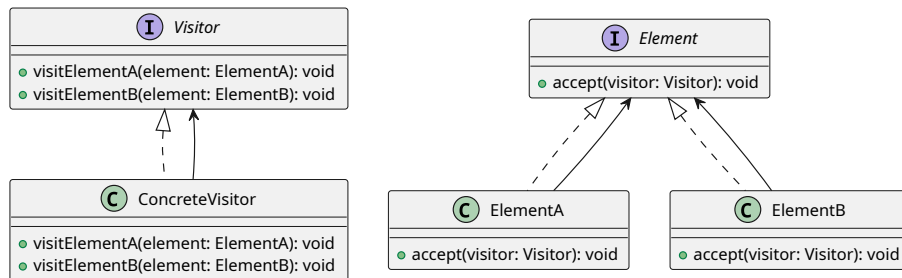 I Visitor
+ visitElementA(element: ElementA): void
+ visitElementB(element: ElementB): void
I Element
+ accept(visitor: Visitor): void
C ConcreteVisitor
+ visitElementA(element: ElementA): void
+ visitElementB(element: ElementB): void
C ElementA
+ accept(visitor: Visitor): void
C ElementB
+ accept(visitor: Visitor): void